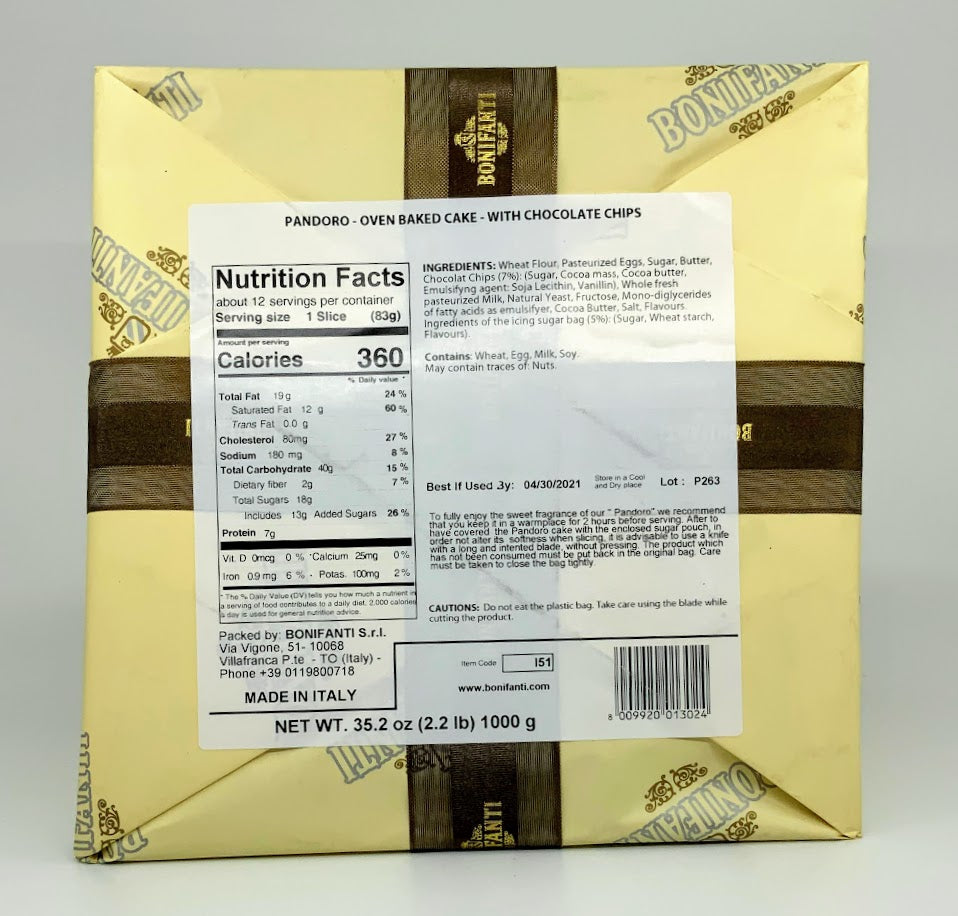 BONIFANTI
BONIFANTI
PANDORO - OVEN BAKED CAKE - WITH CHOCOLATE CHIPS
Nutrition Facts
about 12 servings per container
Serving size 1 Slice (83g)
Amount per serving
Calories 360
% Daily value *
Total Fat 19g 24 %
Saturated Fat 12 g 60 %
Trans Fat 0.0 g
Cholesterol 80mg 27 %
Sodium 180 mg 8 %
Total Carbohydrate 40g 15 %
Dietary fiber 2g 7 %
Total Sugars 18g
Includes 13g Added Sugars 26 %
Protein 7g
Vit. D 0mcg 0 % · Calcium 25mg 0%
Iron 0.9 mg 6 % · Potas. 100mg 2%
* The % Daily Value (DV) tells you how much a nutrient in
a serving of food contributes to a daily diet. 2,000 calories
a day is used for general nutrition advice.
INGREDIENTS: Wheat Flour, Pasteurized Eggs, Sugar, Butter,
Chocolat Chips (7%): (Sugar, Cocoa mass, Cocoa butter,
Emulsifyng agent: Soja Lecithin, Vanillin), Whole fresh
pasteurized Milk, Natural Yeast, Fructose, Mono-diglycerides
of fatty acids as emulsifyer, Cocoa Butter, Salt, Flavours
Ingredients of the icing sugar bag (5%): (Sugar, Wheat starch,
Flavours).
Contains: Wheat, Egg, Milk, Soy.
May contain traces of: Nuts.
Best If Used By: 04/30/2021
Store in a Cool
and Dry place
Lot : P263
To fully enjoy the sweet fragrance of our " Pandoro" we recommend
that you keep it in a warmplace for 2 hours before serving. After to
have covered the Pandoro cake with the enclosed sugar pouch, in
order not alter its softness when slicing, it is advisable to use a knife
with a long and intented blade, without pressing. The product which
has not been consumed must be put back in the original bag. Care
must be taken to close the bag tightly.
CAUTIONS: Do not eat the plastic bag. Take care using the blade while
cutting the product.
Packed by: BONIFANTI S.r.l.
Via Vigone, 51- 10068
Villafranca P.te - TO (Italy) -
Phone +39 0119800718
MADE IN ITALY
Item Code I51
www.bonifanti.com
8 009920 013024
NET WT. 35.2 oz (2.2 lb) 1000 g